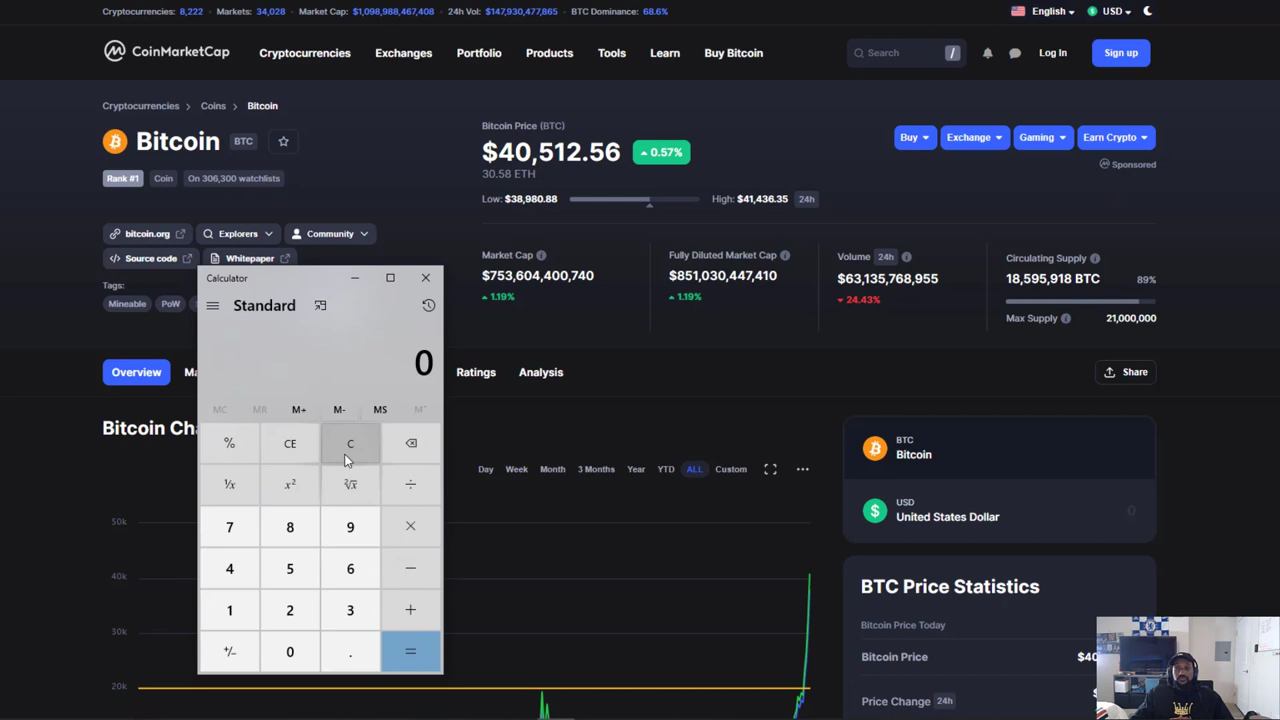 Cryptocurrencies: 8,222 Markets: 34,028 Market Cap: $1,098,988,467,408 24h Vol: $147,930,477,865 BTC Dominance: 68.6% English USD
CoinMarketCap Cryptocurrencies Exchanges Portfolio Products Tools Learn Buy Bitcoin Search / Log In Sign up
Cryptocurrencies > Coins > Bitcoin
Bitcoin BTC
Rank #1 Coin On 306,300 watchlists
bitcoin.org Explorers Community
Source code Whitepaper
Tags:
Mineable PoW
Bitcoin Price (BTC)
$40,512.56 0.57%
30.58 ETH
Low: $38,980.88 High: $41,436.35 24h
Buy Exchange Gaming Earn Crypto
Sponsored
Market Cap
$753,604,400,740
1.19%
Fully Diluted Market Cap
$851,030,447,410
1.19%
Volume 24h
$63,135,768,955
24.43%
Circulating Supply
18,595,918 BTC 89%
Max Supply 21,000,000
Calculator
Standard
0
MC MR M+ M- MS M˅
% CE C
¹⁄x x² ²√x ÷
7 8 9 ×
4 5 6 −
1 2 3 +
+/− 0 . =
Overview Ratings Analysis Share
Bitcoin Ch
Day Week Month 3 Months Year YTD ALL Custom
50k
40k
30k
20k
BTC
Bitcoin
USD
United States Dollar 0
BTC Price Statistics
Bitcoin Price Today
Bitcoin Price $40
Price Change 24h